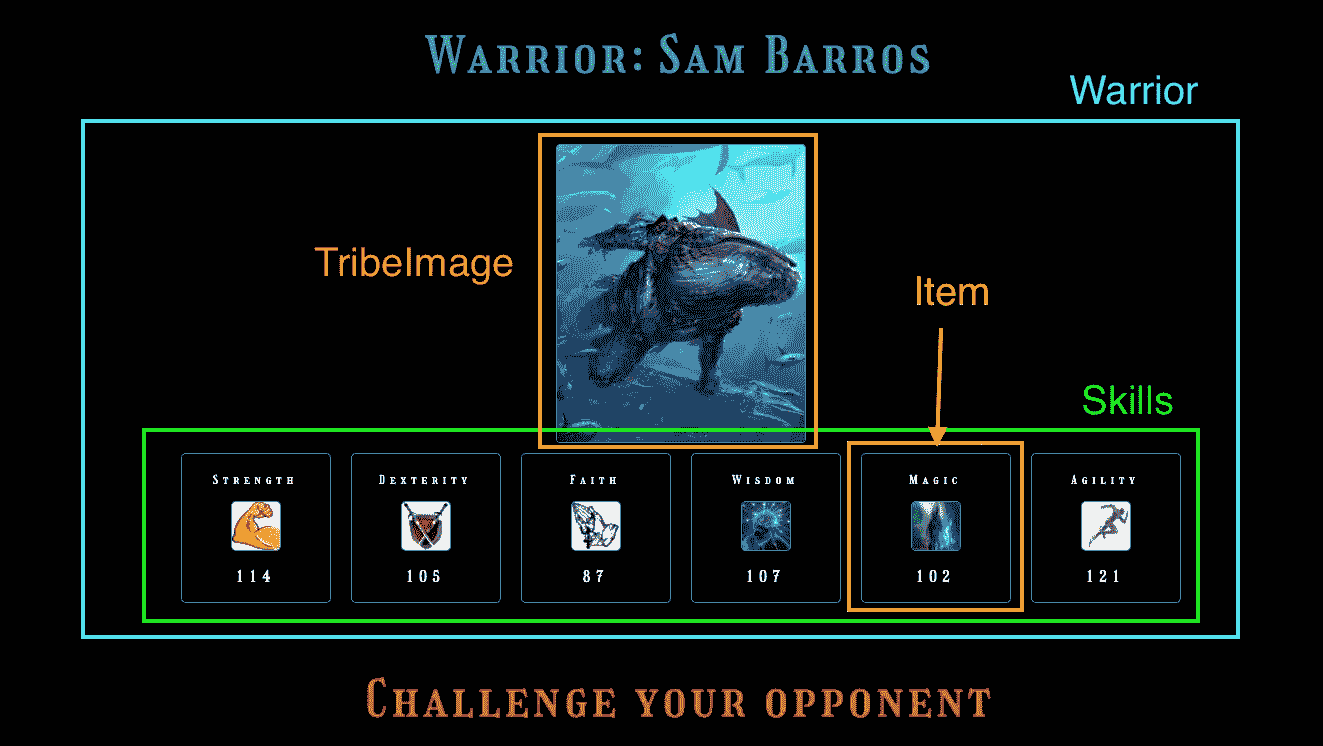 Warrior: Sam Barros
Warrior
TribeImage
Item
Skills
Strength
114
Dexterity
105
Faith
87
Wisdom
107
Magic
102
Agility
121
Challenge your opponent